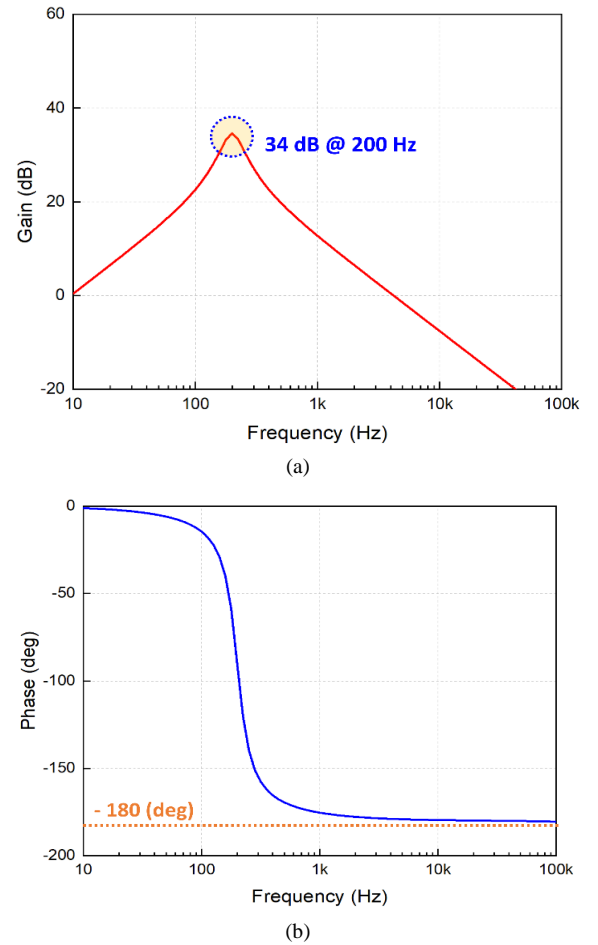 60
40
20
0
-20
Gain (dB)
34 dB @ 200 Hz
10
100
1k
10k
100k
Frequency (Hz)
(a)
0
-50
-100
-150
-200
Phase (deg)
- 180 (deg)
10
100
1k
10k
100k
Frequency (Hz)
(b)